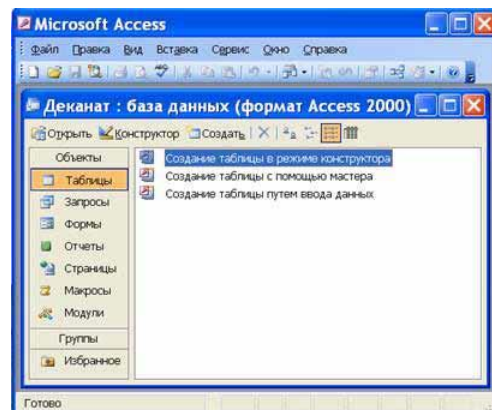 Microsoft Access
Файл Правка Вид Вставка Сервис Окно Справка
Деканат : база данных (формат Access 2000)
Открыть Конструктор Создать
Объекты
Таблицы
Запросы
Формы
Отчеты
Страницы
Макросы
Модули
Группы
Избранное
Создание таблицы в режиме конструктора
Создание таблицы с помощью мастера
Создание таблицы путем ввода данных
Готово